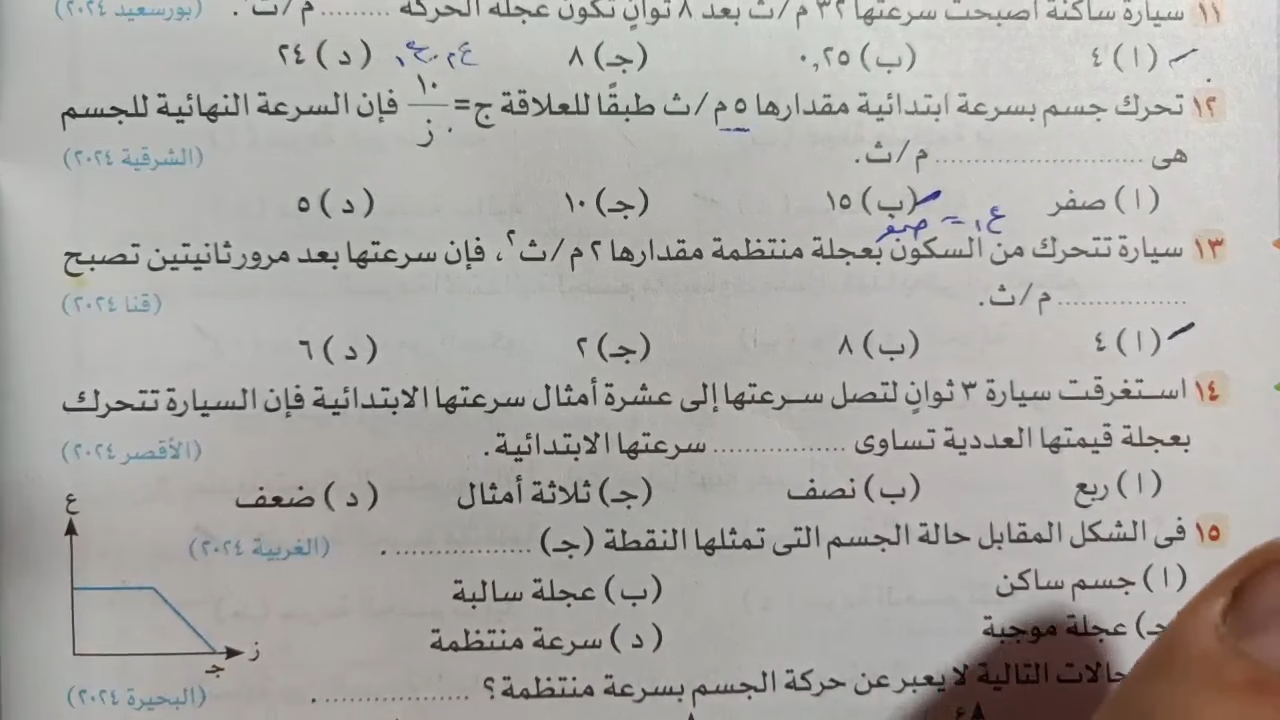 ١١ سيارة ساكنة أصبحت سرعتها ٣٢ م/ث بعد ٨ ثوانٍ تكون عجلة الحركة ......... م/ث٢. (بورسعيد ٢٠٢٤)
(أ) ٤ (ب) ٠,٢٥ (جـ) ٨ (د) ٢٤
١٢ تحرك جسم بسرعة ابتدائية مقدارها ٥ م/ث طبقًا للعلاقة ج = ١٠/ز فإن السرعة النهائية للجسم
هى ........................... م/ث. (الشرقية ٢٠٢٤)
(أ) صفر (ب) ١٥ (جـ) ١٠ (د) ٥
ع١ = صفر
١٣ سيارة تتحرك من السكون بعجلة منتظمة مقدارها ٢ م/ث٢، فإن سرعتها بعد مرور ثانيتين تصبح
................. م/ث. (قنا ٢٠٢٤)
(أ) ٤ (ب) ٨ (جـ) ٢ (د) ٦
١٤ استغرقت سيارة ٣ ثوانٍ لتصل سرعتها إلى عشرة أمثال سرعتها الابتدائية فإن السيارة تتحرك
بعجلة قيمتها العددية تساوى ................. سرعتها الابتدائية. (الأقصر ٢٠٢٤)
(أ) ربع (ب) نصف (جـ) ثلاثة أمثال (د) ضعف
١٥ فى الشكل المقابل حالة الجسم التى تمثلها النقطة (جـ) .................. (الغربية ٢٠٢٤)
(أ) جسم ساكن (ب) عجلة سالبة
جـ) عجلة موجبة (د) سرعة منتظمة
ع
ز
جـ
حالات التالية لا يعبر عن حركة الجسم بسرعة منتظمة؟ .................. (البحيرة ٢٠٢٤)
ع